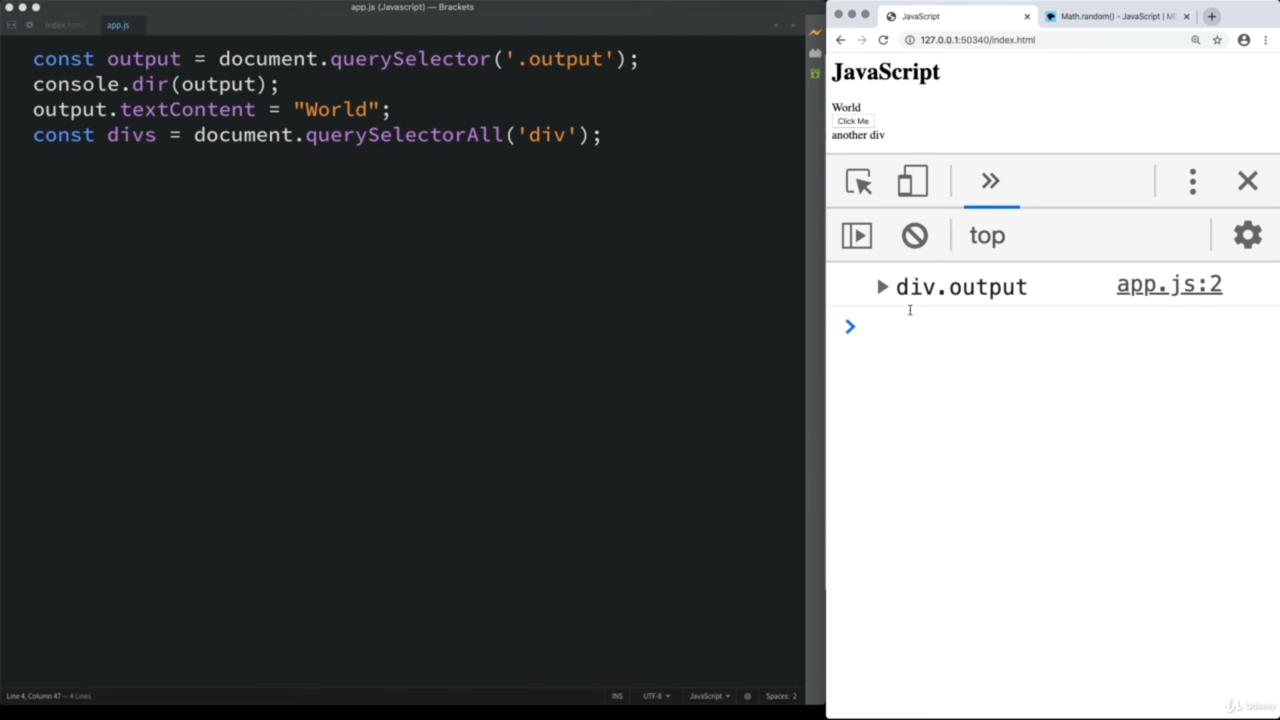 app.js (Javascript) — Brackets
index.html
app.js
const output = document.querySelector('.output');
console.dir(output);
output.textContent = "World";
const divs = document.querySelectorAll('div');
Line 4, Column 47 — 4 Lines
INS
UTF-8
JavaScript
Spaces: 2
JavaScript
Math.random() - JavaScript | M
127.0.0.1:50340/index.html
JavaScript
World
Click Me
another div
top
div.output
app.js:2
Udemy